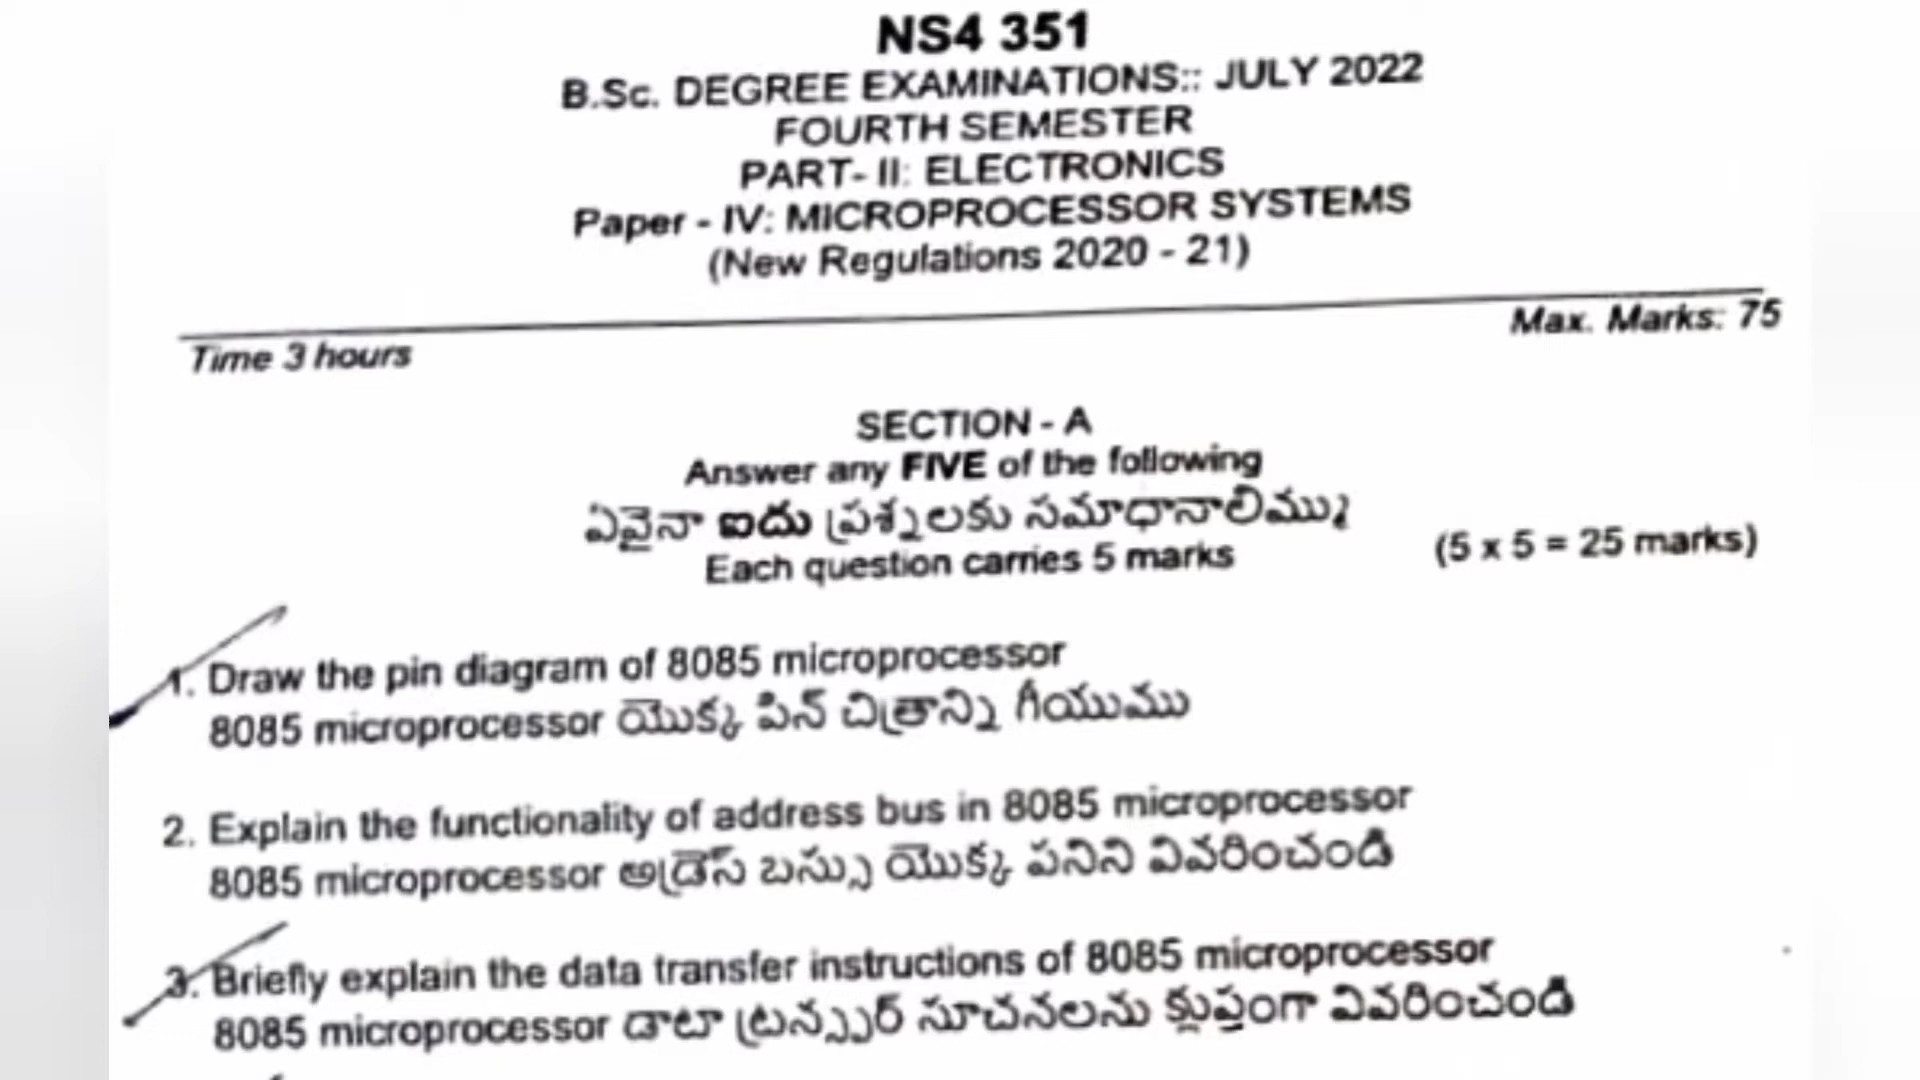 NS4 351
B.Sc. DEGREE EXAMINATIONS:: JULY 2022
FOURTH SEMESTER
PART- II: ELECTRONICS
Paper - IV: MICROPROCESSOR SYSTEMS
(New Regulations 2020 - 21)
Time 3 hours
Max. Marks: 75
SECTION - A
Answer any FIVE of the following
ఏవైనా ఐదు ప్రశ్నలకు సమాధానాలిమ్ము
Each question carries 5 marks
(5 x 5 = 25 marks)
1. Draw the pin diagram of 8085 microprocessor
8085 microprocessor యొక్క పిన్ చిత్రాన్ని గీయుము
2. Explain the functionality of address bus in 8085 microprocessor
8085 microprocessor అడ్రెస్ బస్సు యొక్క పనిని వివరించండి
3. Briefly explain the data transfer instructions of 8085 microprocessor
8085 microprocessor డాటా ట్రన్స్ఫర్ సూచనలను క్లుప్తంగా వివరించండి